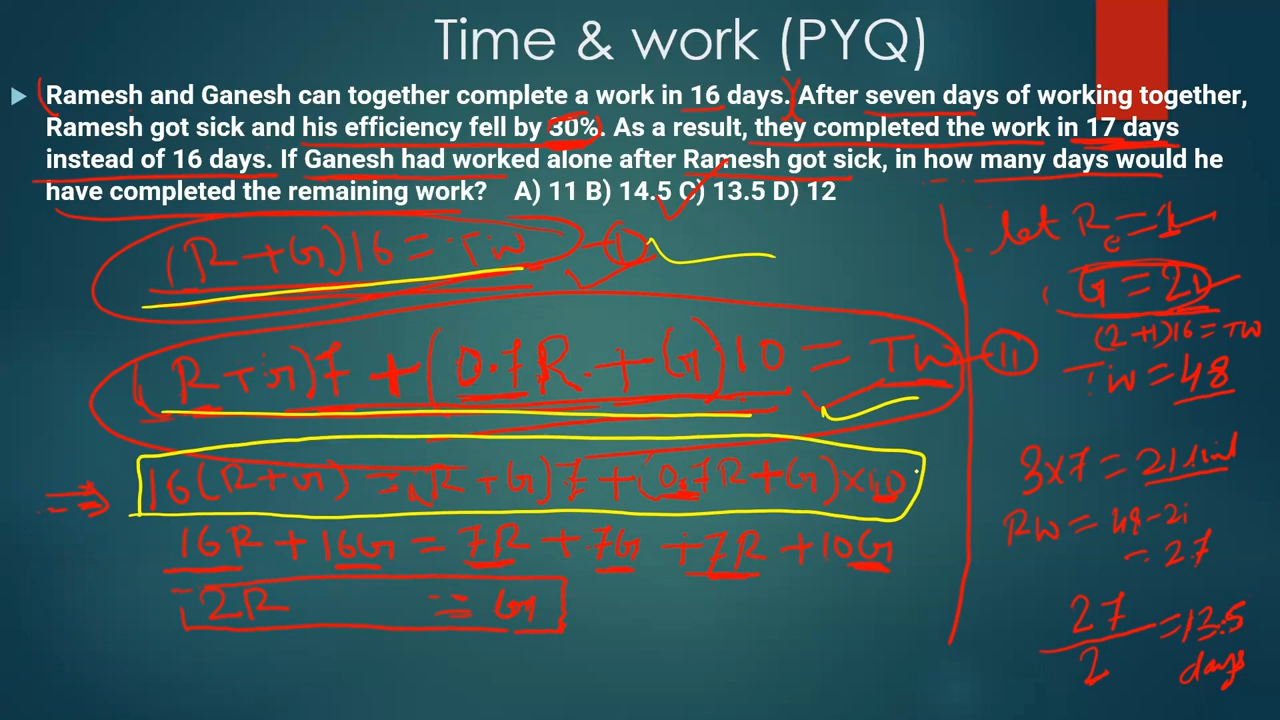 Time & work (PYQ)
Ramesh and Ganesh can together complete a work in 16 days. After seven days of working together,
Ramesh got sick and his efficiency fell by 30%. As a result, they completed the work in 17 days
instead of 16 days. If Ganesh had worked alone after Ramesh got sick, in how many days would he
have completed the remaining work? A) 11 B) 14.5 C) 13.5 D) 12
(R+G)16 = TW - I
(R+G)7 + (0.7R + G)10 = TW - II
16(R+G) = (R+G)7 + (0.7R+G)×10
16R + 16G = 7R + 7G + 7R + 10G
2R = G
let Re = 1
G = 2
(2+1)16 = TW
TW = 48
3×7 = 21 unit
RW = 48-21
= 27
27/2 = 13.5
days